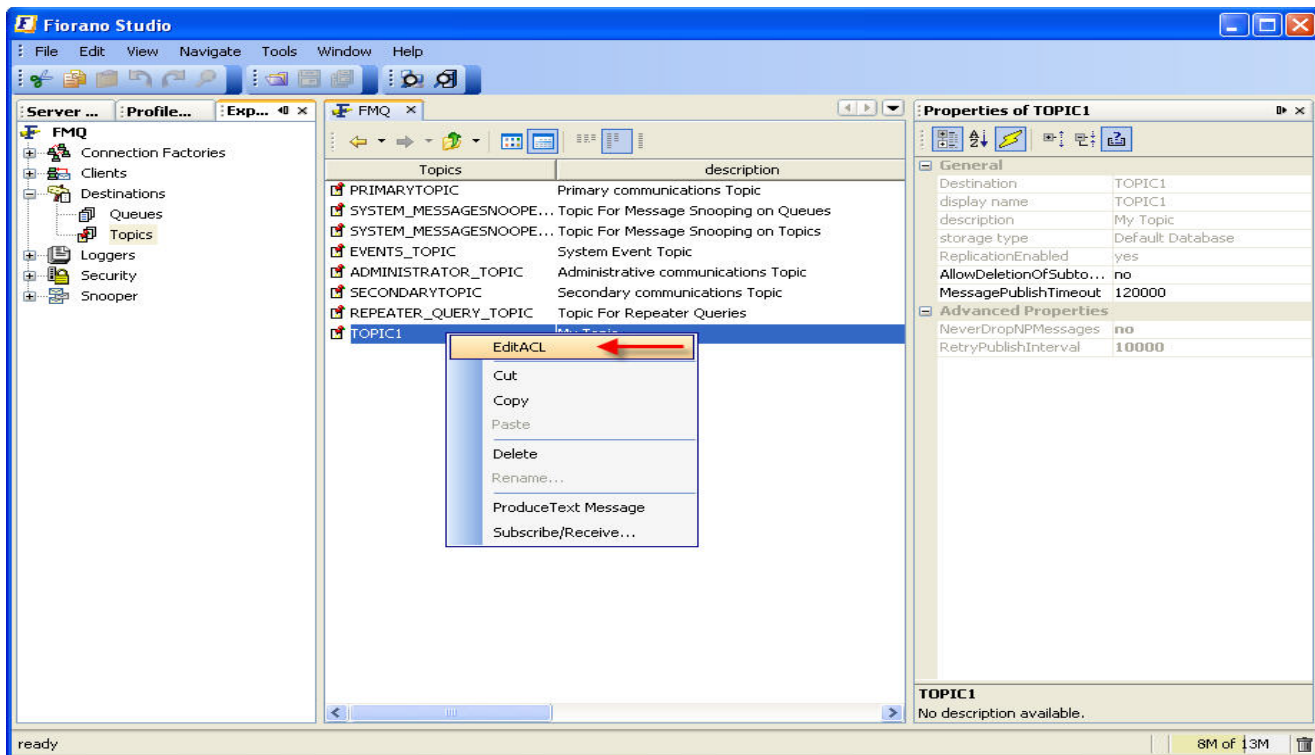 Fiorano Studio
File Edit View Navigate Tools Window Help
Server ... Profile... Exp...
FMQ
Connection Factories
Clients
Destinations
Queues
Topics
Loggers
Security
Snooper
FMQ
Topics description
PRIMARYTOPIC Primary communications Topic
SYSTEM_MESSAGESNOOPE... Topic For Message Snooping on Queues
SYSTEM_MESSAGESNOOPE... Topic For Message Snooping on Topics
EVENTS_TOPIC System Event Topic
ADMINISTRATOR_TOPIC Administrative communications Topic
SECONDARYTOPIC Secondary communications Topic
REPEATER_QUERY_TOPIC Topic For Repeater Queries
TOPIC1 My Topic
EditACL
Cut
Copy
Paste
Delete
Rename...
ProduceText Message
Subscribe/Receive...
Properties of TOPIC1
General
Destination TOPIC1
display name TOPIC1
description My Topic
storage type Default Database
ReplicationEnabled yes
AllowDeletionOfSubto... no
MessagePublishTimeout 120000
Advanced Properties
NeverDropNPMessages no
RetryPublishInterval 10000
TOPIC1
No description available.
ready 8M of 13M